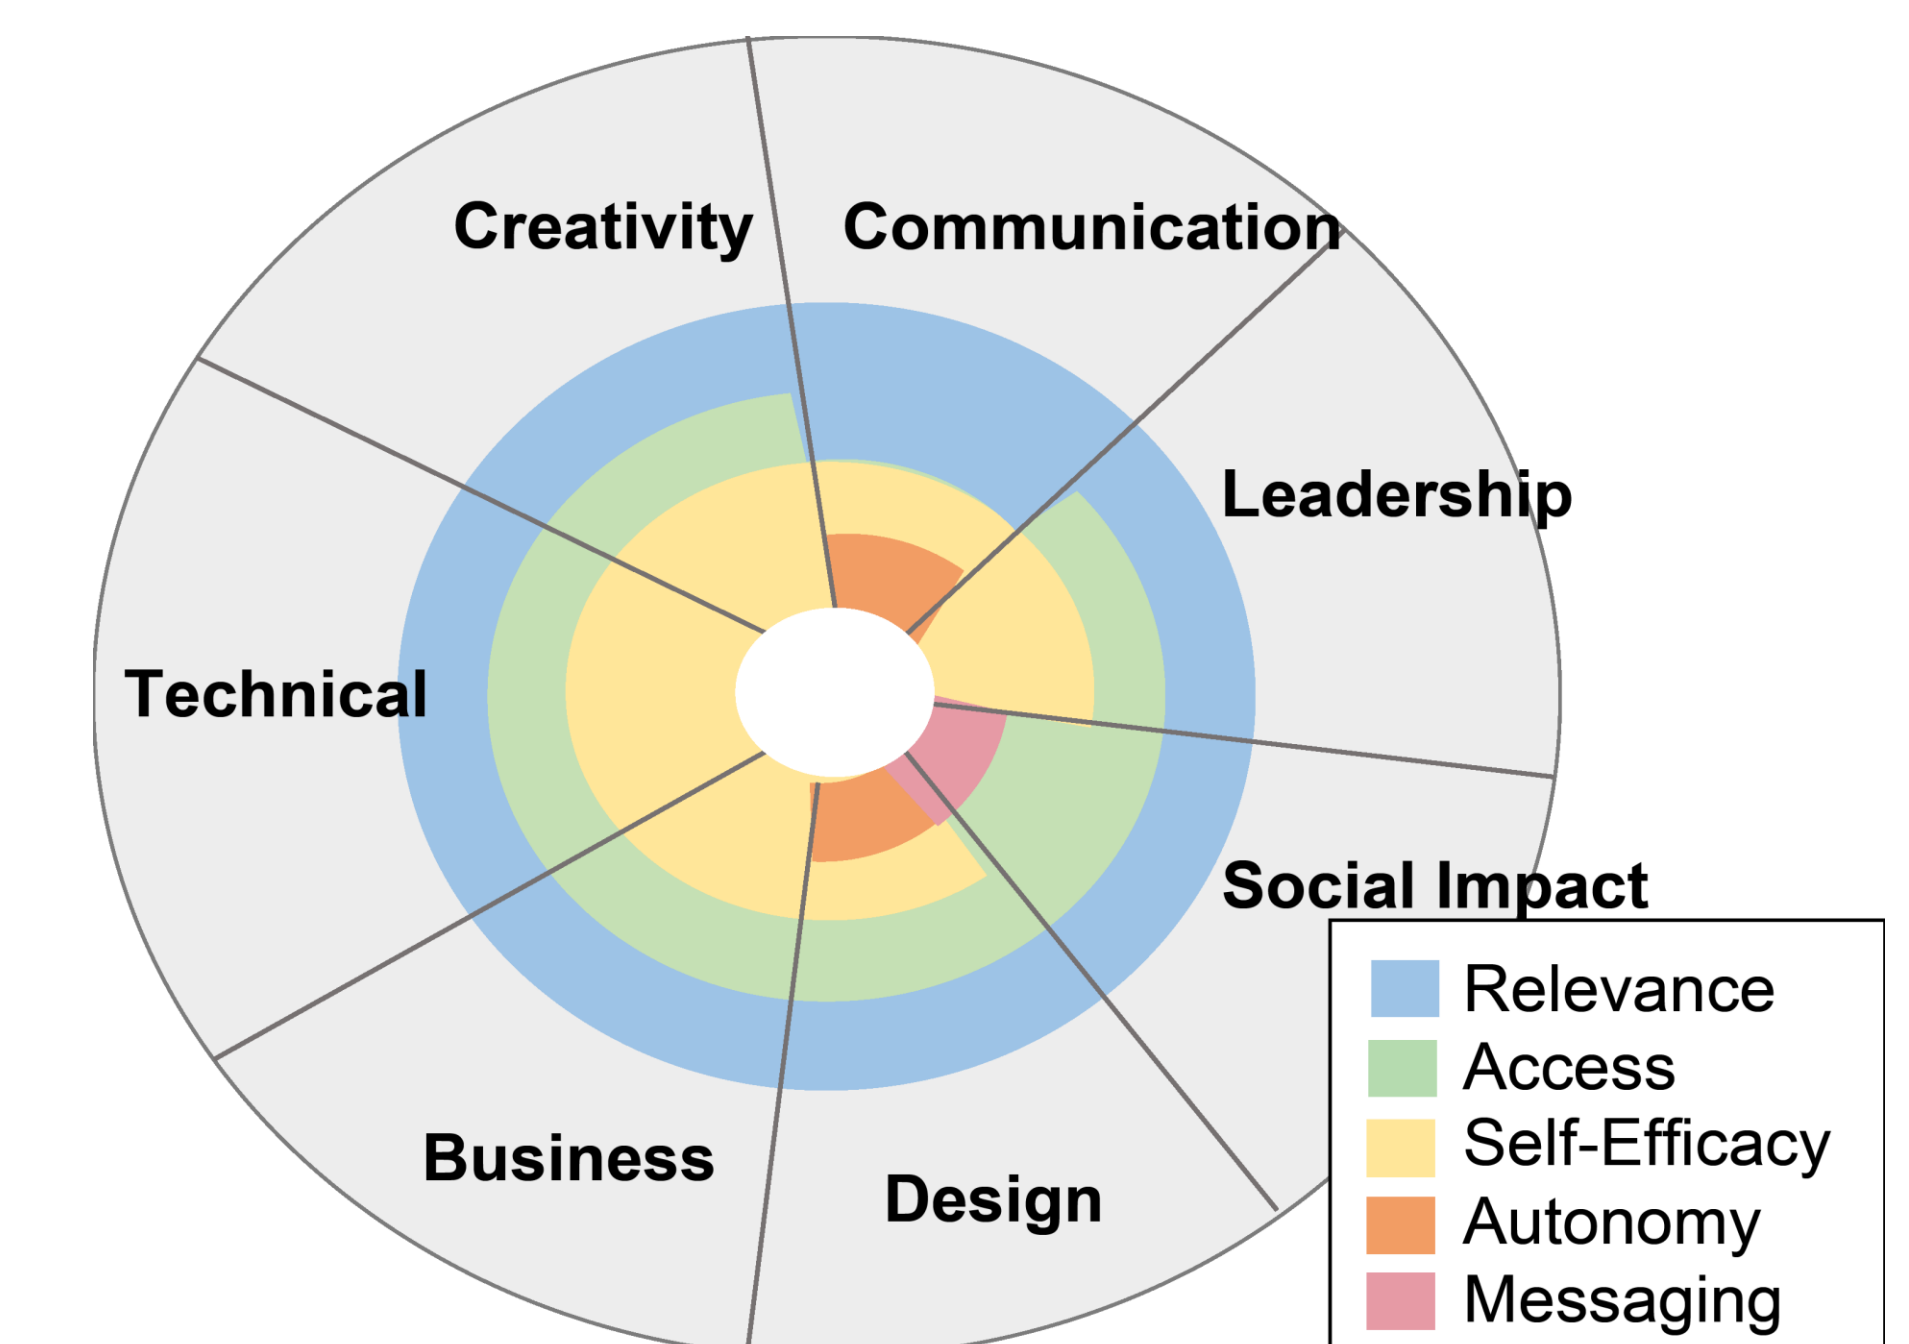 Creativity
Communication
Leadership
Technical
Social Impact
Business
Design
Relevance
Access
Self-Efficacy
Autonomy
Messaging